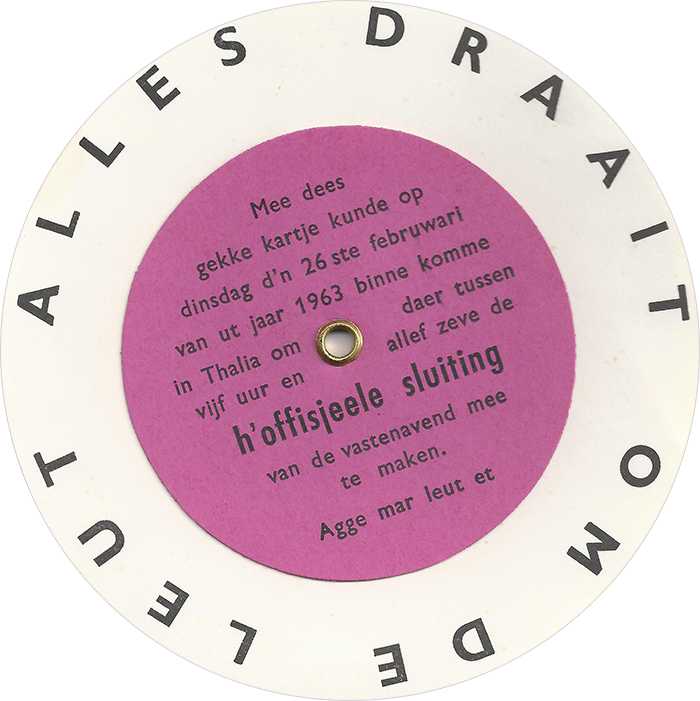 ALLES DRAAIT OM DE LEUT
Mee dees
gekke kartje kunde op
dinsdag d'n 26 ste februwari
van ut jaar 1963 binne komme
in Thalia om daer tussen
vijf uur en allef zeve de
h'offisjeele sluiting
van de vastenavend mee
te maken.
Agge mar leut et